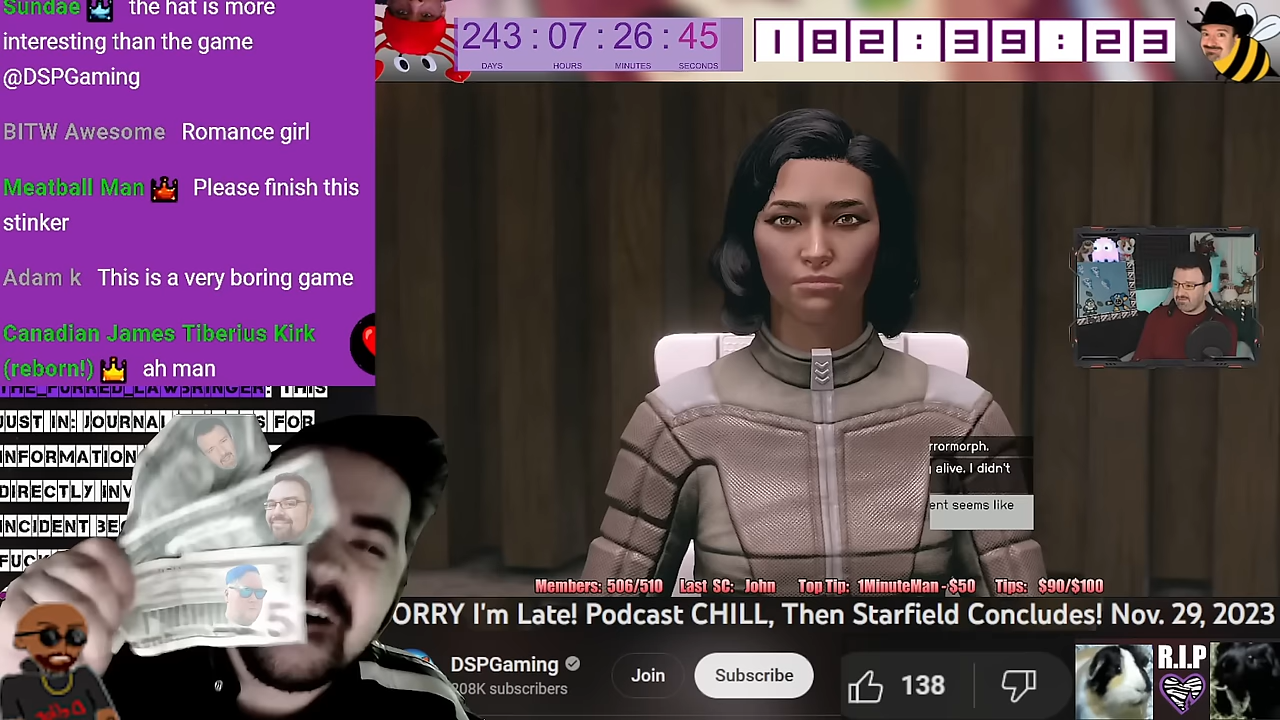 Sundae the hat is more
interesting than the game
@DSPGaming
BITW Awesome Romance girl
Meatball Man Please finish this
stinker
Adam k This is a very boring game
Canadian James Tiberius Kirk
(reborn!) ah man
THE_FURRED_LAWBRINGER: THIS
JUST IN: JOURNAL FOR
INFORMATION
DIRECTLY
INCIDENT
243 : 07 : 26 : 45
DAYS HOURS MINUTES SECONDS
182:39:23
alive. I didn't
seems like
Members: 506/510 Last SC: John Top Tip: 1MinuteMan - $50 Tips: $90/$100
ORRY I'm Late! Podcast CHILL, Then Starfield Concludes! Nov. 29, 2023
DSPGaming
208K subscribers
Join
Subscribe
138
R.I.P
5